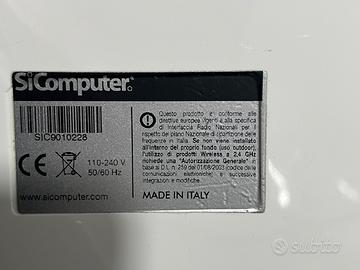 SiComputer
SIC9010228
CE
110-240 V
50/60 Hz
www.sicomputer.com
Questo prodotto è conforme alle
direttive europee Vigenti e alla specifica
di Interfaccia Radio Nazionali per il
rispetto del piano Nazionale di ripartizione delle
frequenze. Se non viene installato
all'interno del proprio fondo (uso outdoor),
l'utilizzo di prodotti Wireless a 2,4 GHz
richiede una "Autorizzazione Generale" in
base al D.L. n. 259 del 01/08/2003 (codice delle
comunicazioni elettroniche) e successive
integrazioni e modifiche.
MADE IN ITALY
subito